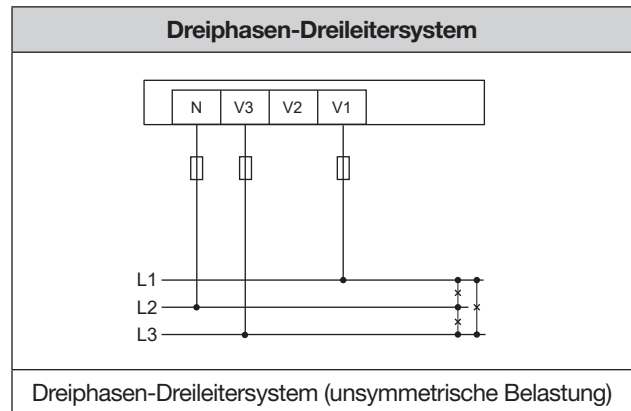 Dreiphasen-Dreileitersystem
N V3 V2 V1
L1
L2
L3
Dreiphasen-Dreileitersystem (unsymmetrische Belastung)